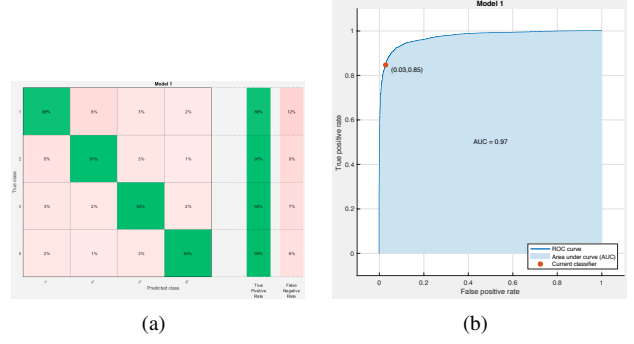 Model 1
1
8%
3%
2%
12%
2
5%
91%
3%
1%
91%
9%
3
3%
2%
93%
2%
93%
7%
2%
1%
3%
94%
94%
6%
True class
Predicted class
True
Positive
Rate
False
Negative
Rate
(a)
Model 1
1
0.8
0.6
0.4
0.2
0
True positive rate
(0.03,0.85)
AUC = 0.97
ROC curve
Area under curve (AUC)
Current classifier
0 0.2 0.4 0.6 0.8 1
False positive rate
(b)